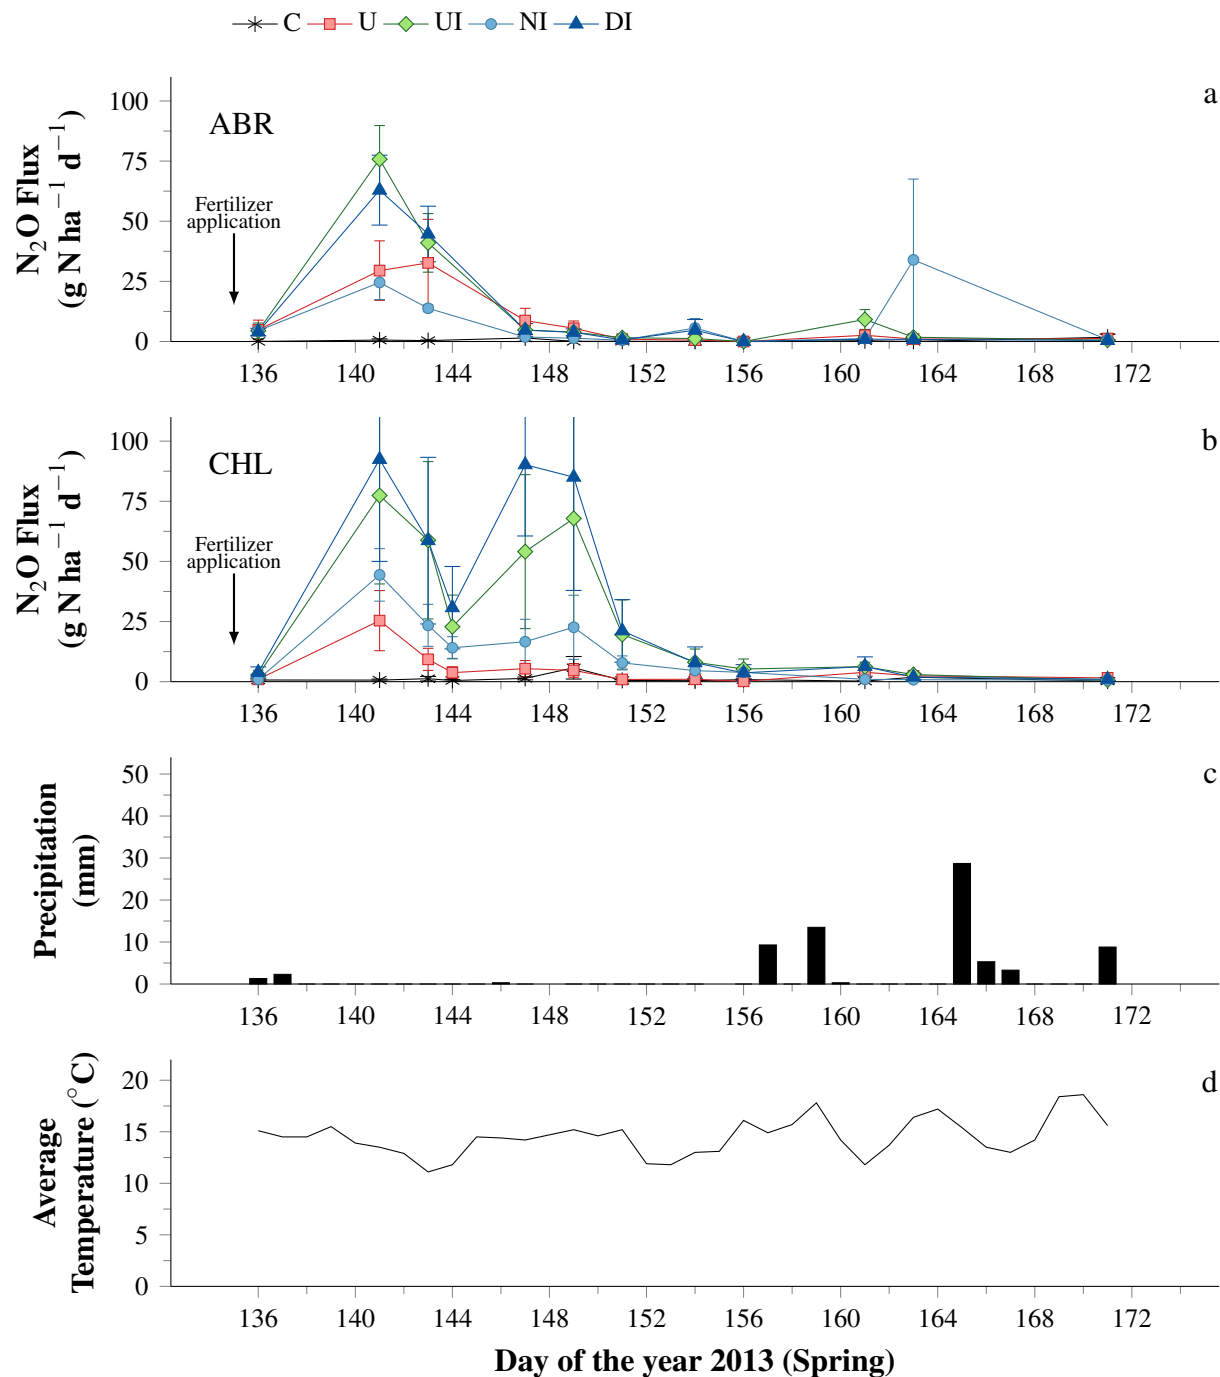 C U UI NI DI
a
ABR
Fertilizer
application
N₂O Flux
(g N ha⁻¹ d⁻¹)
100
75
50
25
0
136 140 144 148 152 156 160 164 168 172
b
CHL
Fertilizer
application
N₂O Flux
(g N ha⁻¹ d⁻¹)
100
75
50
25
0
136 140 144 148 152 156 160 164 168 172
c
Precipitation
(mm)
50
40
30
20
10
0
136 140 144 148 152 156 160 164 168 172
d
Average
Temperature (°C)
20
15
10
5
0
136 140 144 148 152 156 160 164 168 172
Day of the year 2013 (Spring)